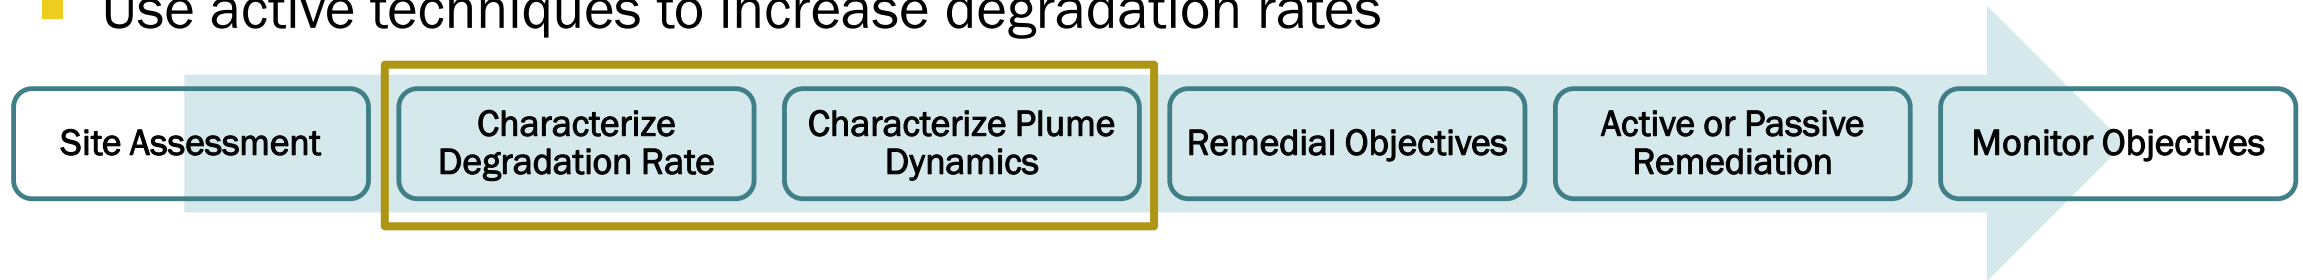 Use active techniques to increase degradation rates
Site Assessment
Characterize
Degradation Rate
Characterize Plume
Dynamics
Remedial Objectives
Active or Passive
Remediation
Monitor Objectives